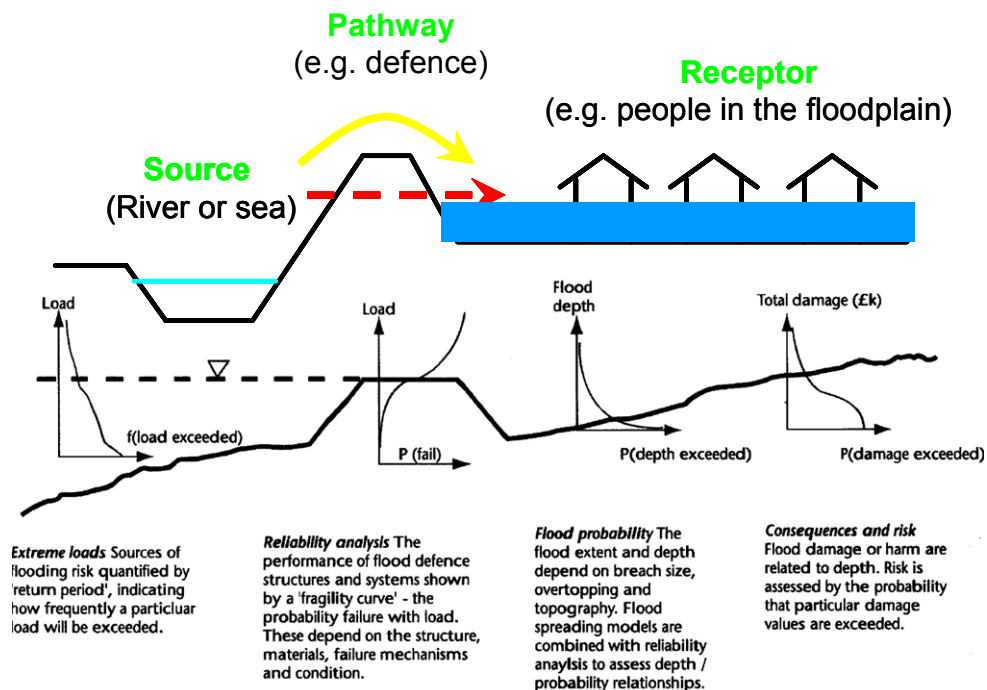 Pathway
(e.g. defence)
Receptor
(e.g. people in the floodplain)
Source
(River or sea)
Load
f(load exceeded)
Load
P (fail)
Flood
depth
P(depth exceeded)
Total damage (£k)
P(damage exceeded)
Extreme loads Sources of
flooding risk quantified by
'return period', indicating
how frequently a particluar
load will be exceeded.
Reliability analysis The
performance of flood defence
structures and systems shown
by a 'fragility curve' - the
probability failure with load.
These depend on the structure,
materials, failure mechanisms
and condition.
Flood probability The
flood extent and depth
depend on breach size,
overtopping and
topography. Flood
spreading models are
combined with reliability
anaylsis to assess depth /
probability relationships.
Consequences and risk
Flood damage or harm are
related to depth. Risk is
assessed by the probability
that particular damage
values are exceeded.